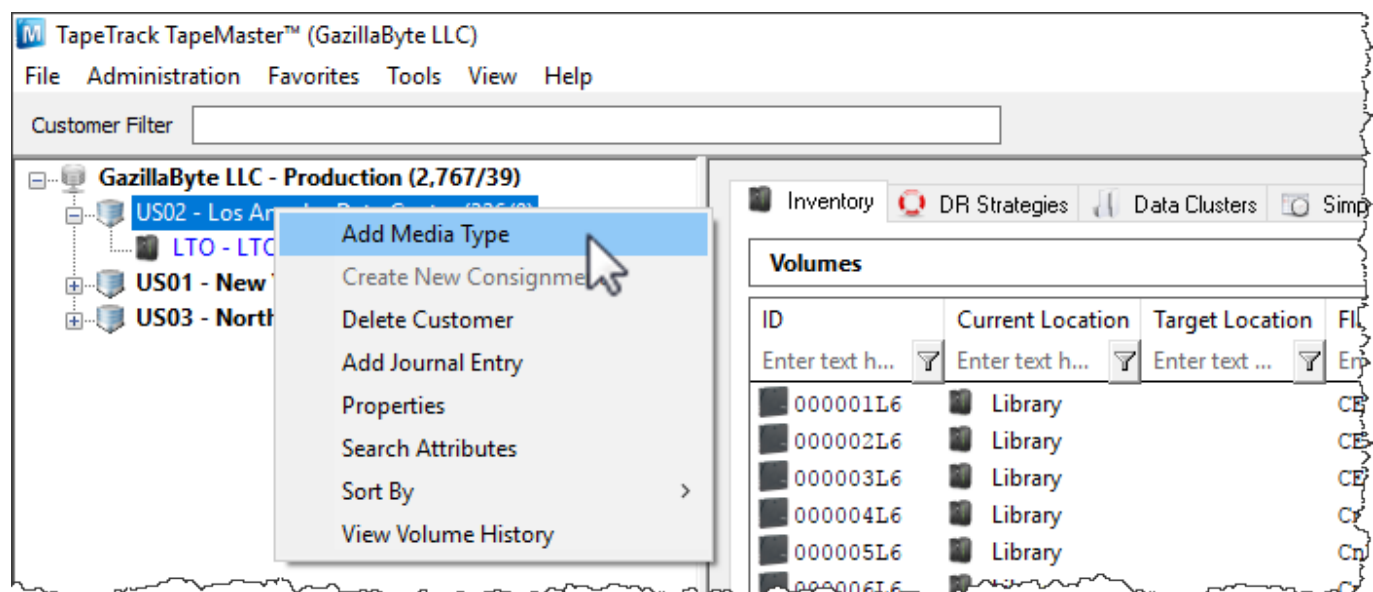 TapeTrack TapeMaster™ (GazillaByte LLC)
File Administration Favorites Tools View Help
Customer Filter
GazillaByte LLC - Production (2,767/39)
US02 - Los
LTO - LTO
US01 - New
US03 - North
Add Media Type
Create New Consignme
Delete Customer
Add Journal Entry
Properties
Search Attributes
Sort By
View Volume History
Inventory DR Strategies Data Clusters Simp
Volumes
ID Current Location Target Location
Enter text h... Enter text h... Enter text ...
000001L6 Library
000002L6 Library
000003L6 Library
000004L6 Library
000005L6 Library
000006L6